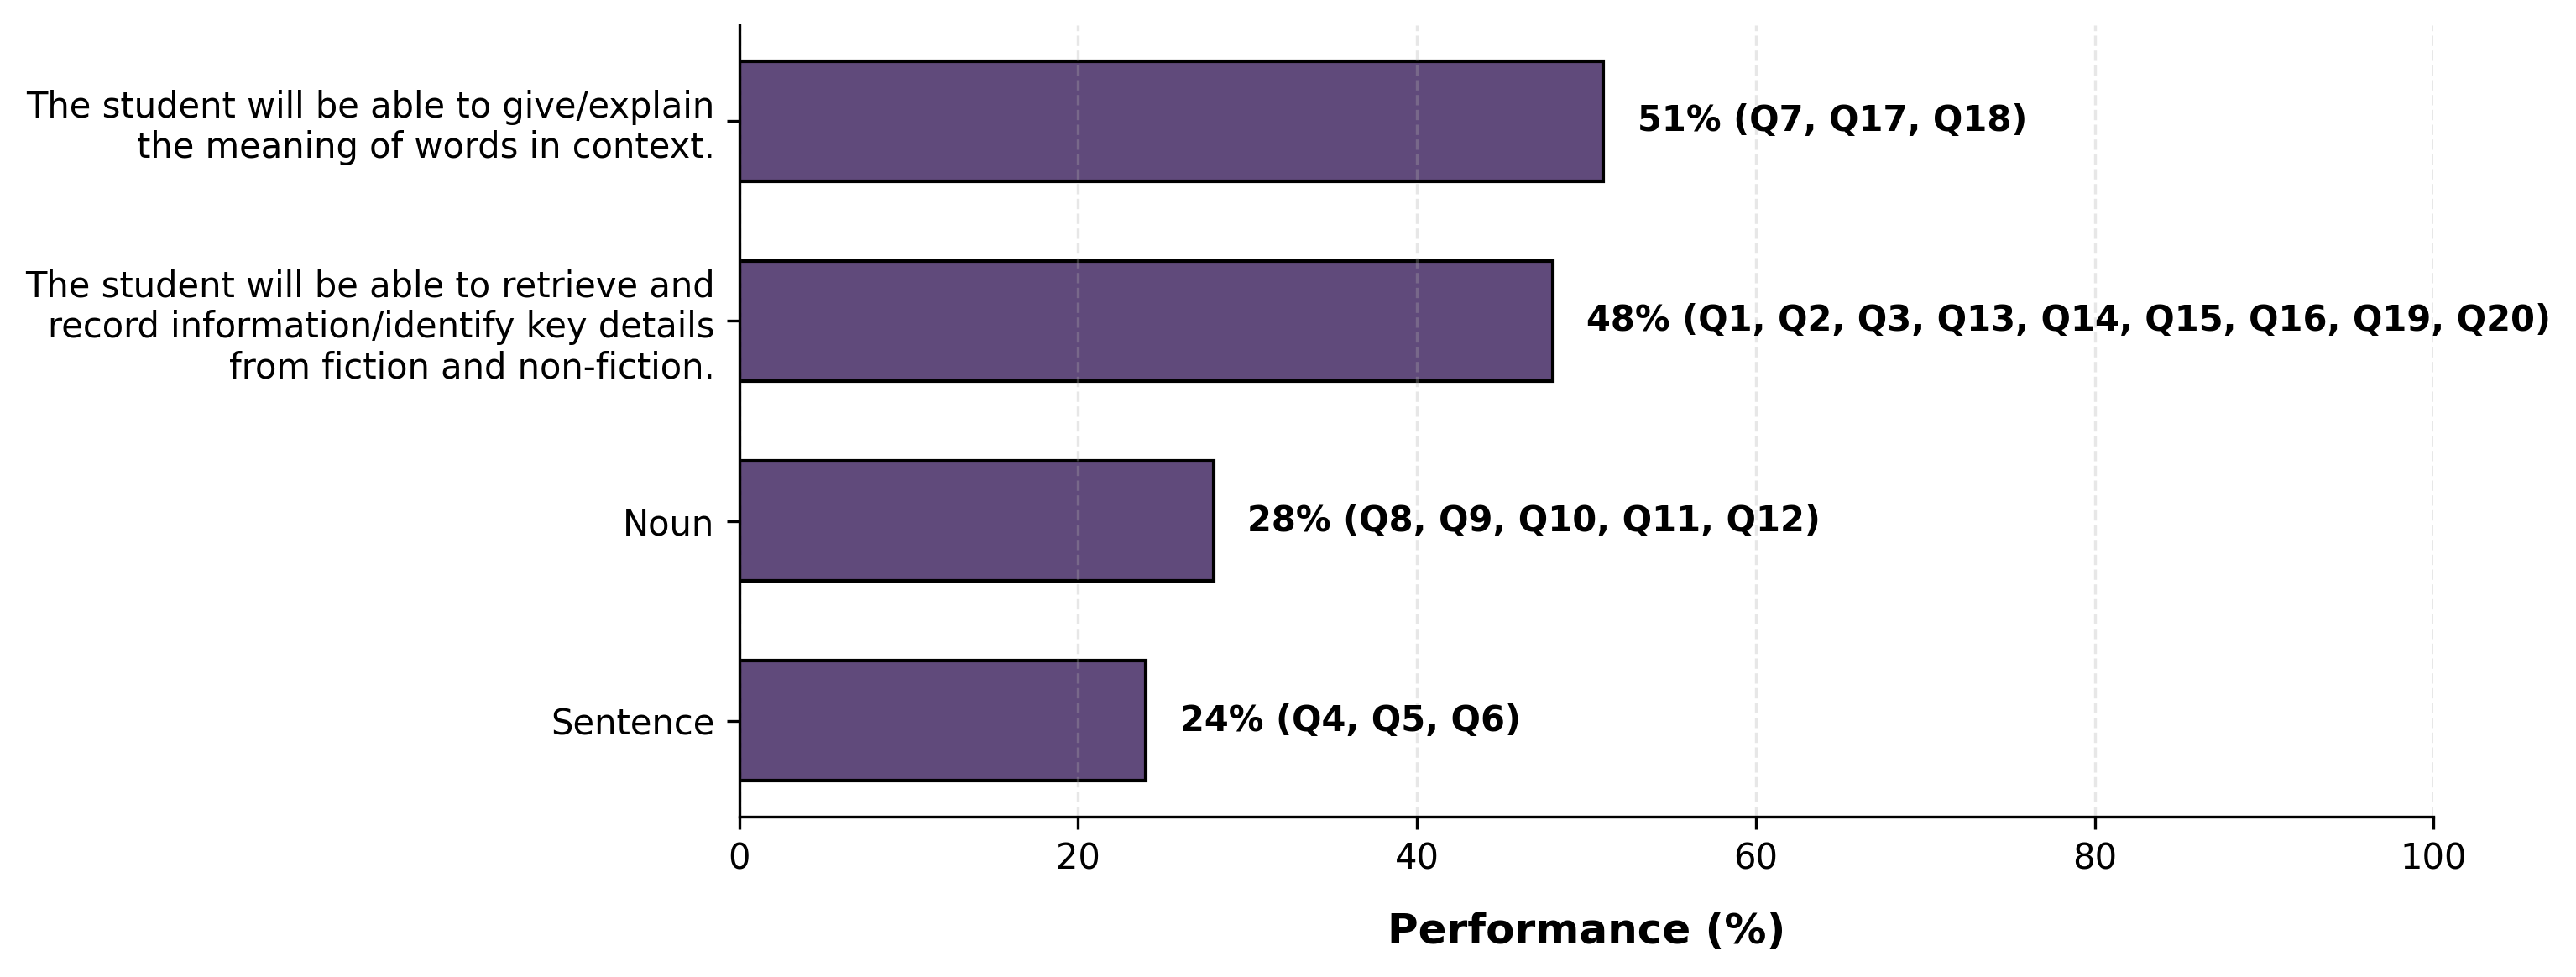 The student will be able to give/explain
the meaning of words in context.
51% (Q7, Q17, Q18)
The student will be able to retrieve and
record information/identify key details
from fiction and non-fiction.
48% (Q1, Q2, Q3, Q13, Q14, Q15, Q16, Q19, Q20)
Noun
28% (Q8, Q9, Q10, Q11, Q12)
Sentence
24% (Q4, Q5, Q6)
0 20 40 60 80 100
Performance (%)